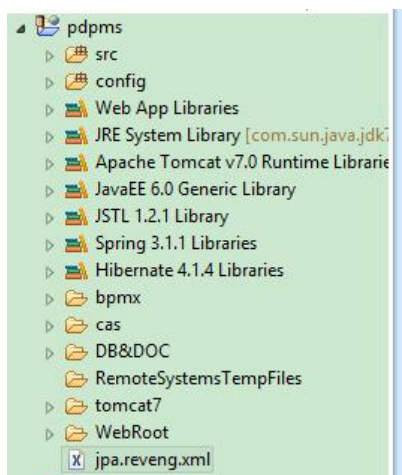 pdpms
src
config
Web App Libraries
JRE System Library [com.sun.java.jdk7
Apache Tomcat v7.0 Runtime Librarie
JavaEE 6.0 Generic Library
JSTL 1.2.1 Library
Spring 3.1.1 Libraries
Hibernate 4.1.4 Libraries
bpmx
cas
DB&DOC
RemoteSystemsTempFiles
tomcat7
WebRoot
jpa.reveng.xml